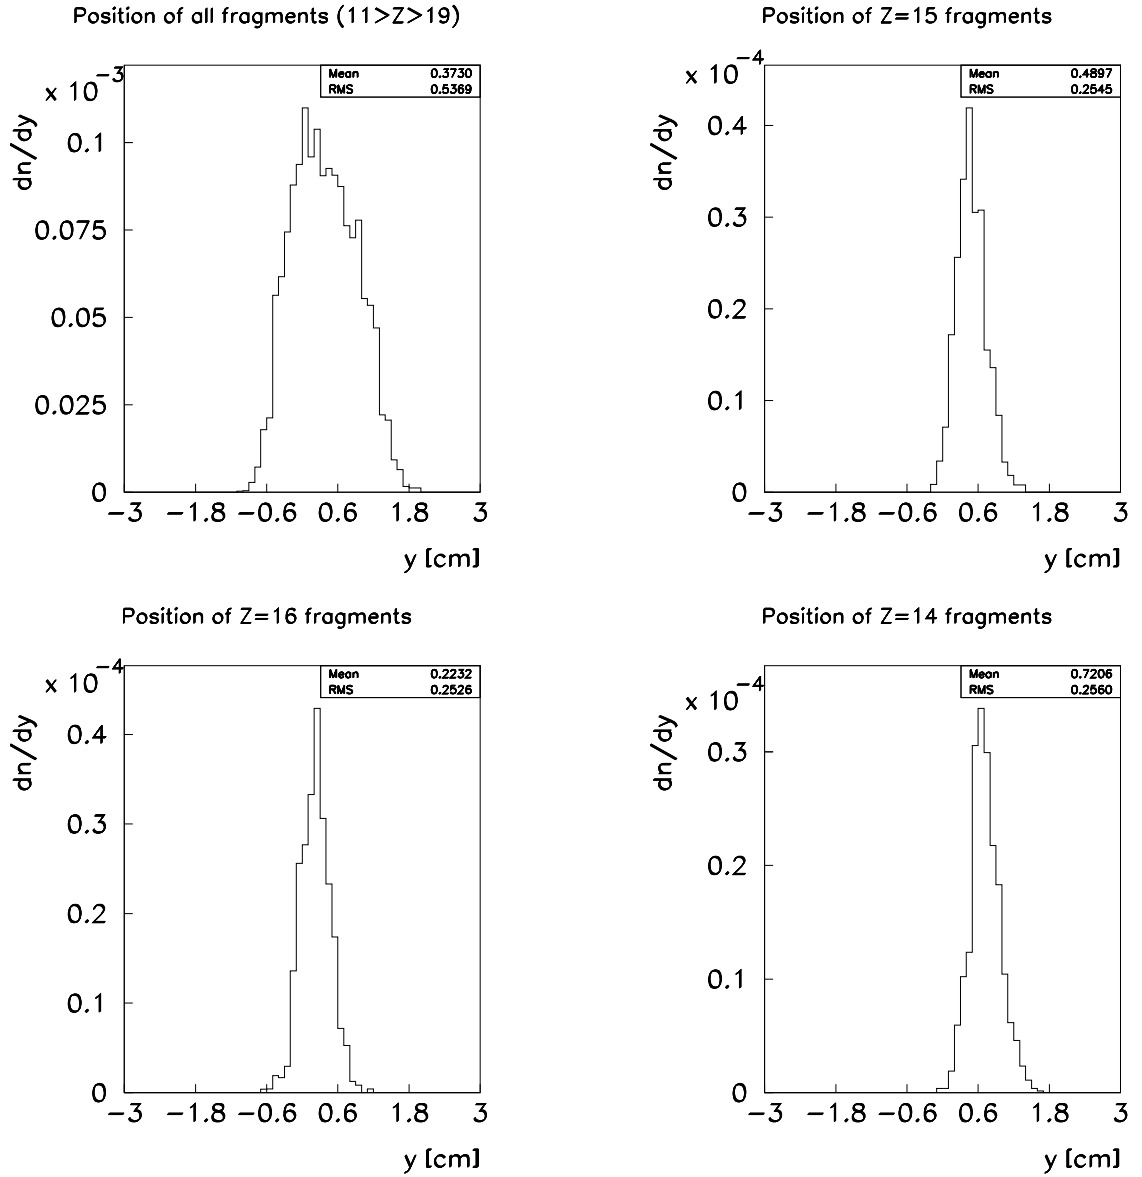 Position of all fragments (11>Z>19)
x 10⁻³
Mean 0.3730
RMS 0.5369
dn/dy
0.1
0.075
0.05
0.025
0
−3 −1.8 −0.6 0.6 1.8 3
y [cm]
Position of Z=15 fragments
x 10⁻⁴
Mean 0.4897
RMS 0.2545
dn/dy
0.4
0.3
0.2
0.1
0
−3 −1.8 −0.6 0.6 1.8 3
y [cm]
Position of Z=16 fragments
x 10⁻⁴
Mean 0.2232
RMS 0.2526
dn/dy
0.4
0.3
0.2
0.1
0
−3 −1.8 −0.6 0.6 1.8 3
y [cm]
Position of Z=14 fragments
x 10⁻⁴
Mean 0.7206
RMS 0.2560
dn/dy
0.3
0.2
0.1
0
−3 −1.8 −0.6 0.6 1.8 3
y [cm]